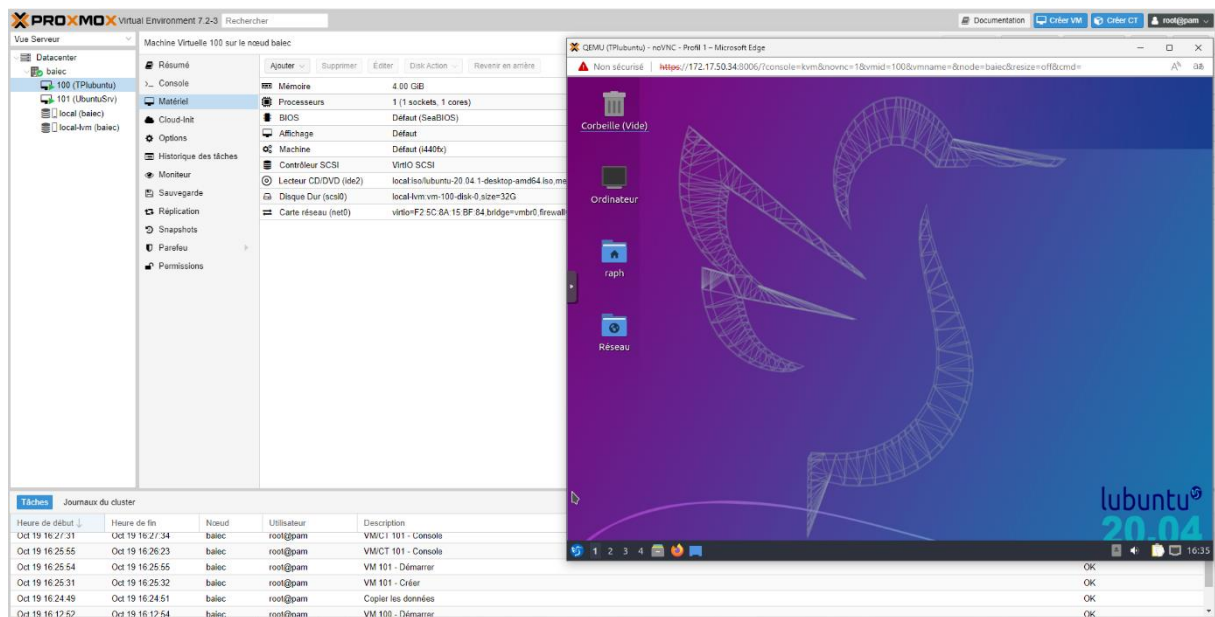 PROXMOX Virtual Environment 7.2-3 Rechercher Documentation Créer VM Créer CT root@pam
Vue Serveur
Datacenter
baiec
100 (TPlubuntu)
101 (UbuntuSrv)
local (baiec)
local-lvm (baiec)
Machine Virtuelle 100 sur le nœud baiec
Résumé
Console
Matériel
Cloud-Init
Options
Historique des tâches
Moniteur
Sauvegarde
Réplication
Snapshots
Parefeu
Permissions
Ajouter Supprimer Éditer Disk Action Revenir en arrière
Mémoire 4.00 GiB
Processeurs 1 (1 sockets, 1 cores)
BIOS Défaut (SeaBIOS)
Affichage Défaut
Machine Défaut (i440fx)
Contrôleur SCSI VirtIO SCSI
Lecteur CD/DVD (ide2) local:iso/lubuntu-20.04.1-desktop-amd64.iso,me
Disque Dur (scsi0) local-lvm:vm-100-disk-0,size=32G
Carte réseau (net0) virtio=F2:5C:8A:15:BF:84,bridge=vmbr0,firewall=
QEMU (TPlubuntu) - noVNC - Profil 1 – Microsoft Edge
Non sécurisé | https://172.17.50.34:8006/?console=kvm&novnc=1&vmid=100&vmname=&node=baiec&resize=off&cmd=
Corbeille (Vide)
Ordinateur
raph
Réseau
lubuntu
20.04
1 2 3 4 16:35
Tâches Journaux du cluster
Heure de début ↓ Heure de fin Nœud Utilisateur Description
Oct 19 16:27:31 Oct 19 16:27:34 baiec root@pam VM/CT 101 - Console
Oct 19 16:25:55 Oct 19 16:26:23 baiec root@pam VM/CT 101 - Console OK
Oct 19 16:25:54 Oct 19 16:25:55 baiec root@pam VM 101 - Démarrer OK
Oct 19 16:25:31 Oct 19 16:25:32 baiec root@pam VM 101 - Créer OK
Oct 19 16:24:49 Oct 19 16:24:51 baiec root@pam Copier les données OK
Oct 19 16:12:52 Oct 19 16:12:54 baiec root@pam VM 100 - Démarrer OK